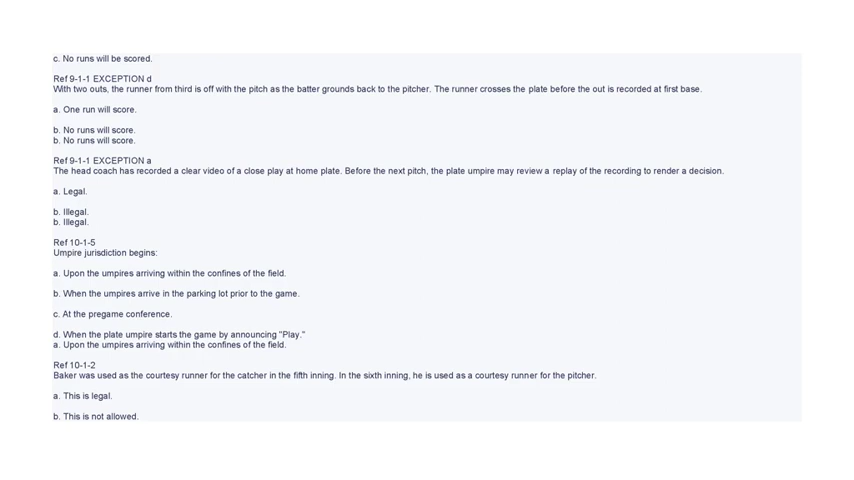 c. No runs will be scored.
Ref 9-1-1 EXCEPTION d
With two outs, the runner from third is off with the pitch as the batter grounds back to the pitcher. The runner crosses the plate before the out is recorded at first base.
a. One run will score.
b. No runs will score.
b. No runs will score.
Ref 9-1-1 EXCEPTION a
The head coach has recorded a clear video of a close play at home plate. Before the next pitch, the plate umpire may review a replay of the recording to render a decision.
a. Legal.
b. Illegal.
b. Illegal.
Ref 10-1-5
Umpire jurisdiction begins:
a. Upon the umpires arriving within the confines of the field.
b. When the umpires arrive in the parking lot prior to the game.
c. At the pregame conference.
d. When the plate umpire starts the game by announcing "Play."
a. Upon the umpires arriving within the confines of the field.
Ref 10-1-2
Baker was used as the courtesy runner for the catcher in the fifth inning. In the sixth inning, he is used as a courtesy runner for the pitcher.
a. This is legal.
b. This is not allowed.